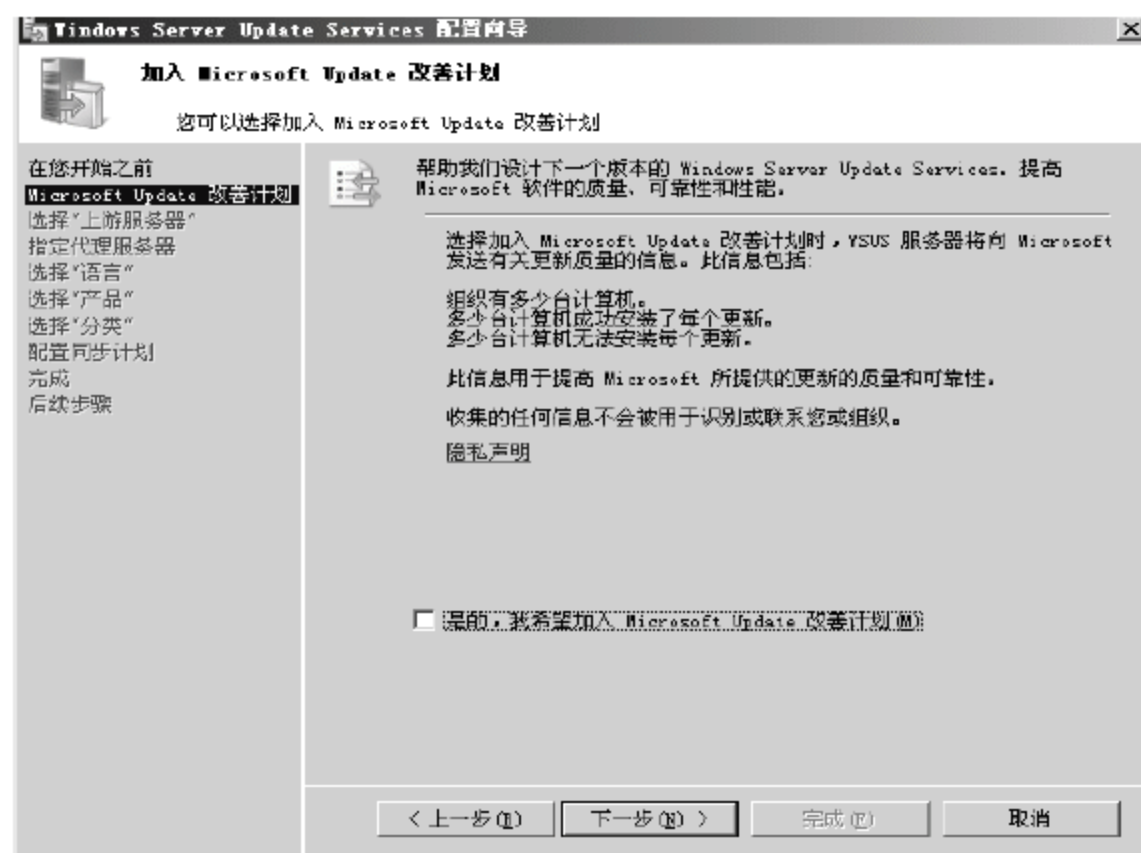 Windows Server Update Services 配置向导
加入 Microsoft Update 改善计划
您可以选择加入 Microsoft Update 改善计划
在您开始之前
Microsoft Update 改善计划
选择“上游服务器”
指定代理服务器
选择“语言”
选择“产品”
选择“分类”
配置同步计划
完成
后续步骤
帮助我们设计下一个版本的 Windows Server Update Services。提高
Microsoft 软件的质量、可靠性和性能。
选择加入 Microsoft Update 改善计划时，WSUS 服务器将向 Microsoft
发送有关更新质量的信息。此信息包括:
组织有多少台计算机。
多少台计算机成功安装了每个更新。
多少台计算机无法安装每个更新。
此信息用于提高 Microsoft 所提供的更新的质量和可靠性。
收集的任何信息不会被用于识别或联系您或组织。
隐私声明
是的，我希望加入 Microsoft Update 改善计划(M)
< 上一步(B)
下一步(N) >
完成(F)
取消